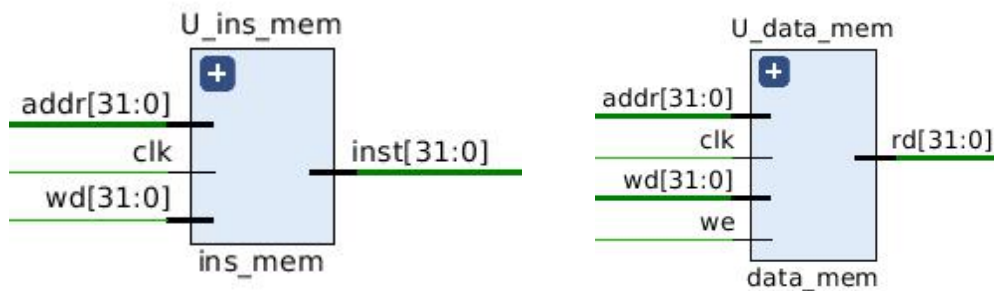 U_ins_mem
addr[31:0]
clk
wd[31:0]
inst[31:0]
ins_mem
U_data_mem
addr[31:0]
clk
wd[31:0]
we
rd[31:0]
data_mem